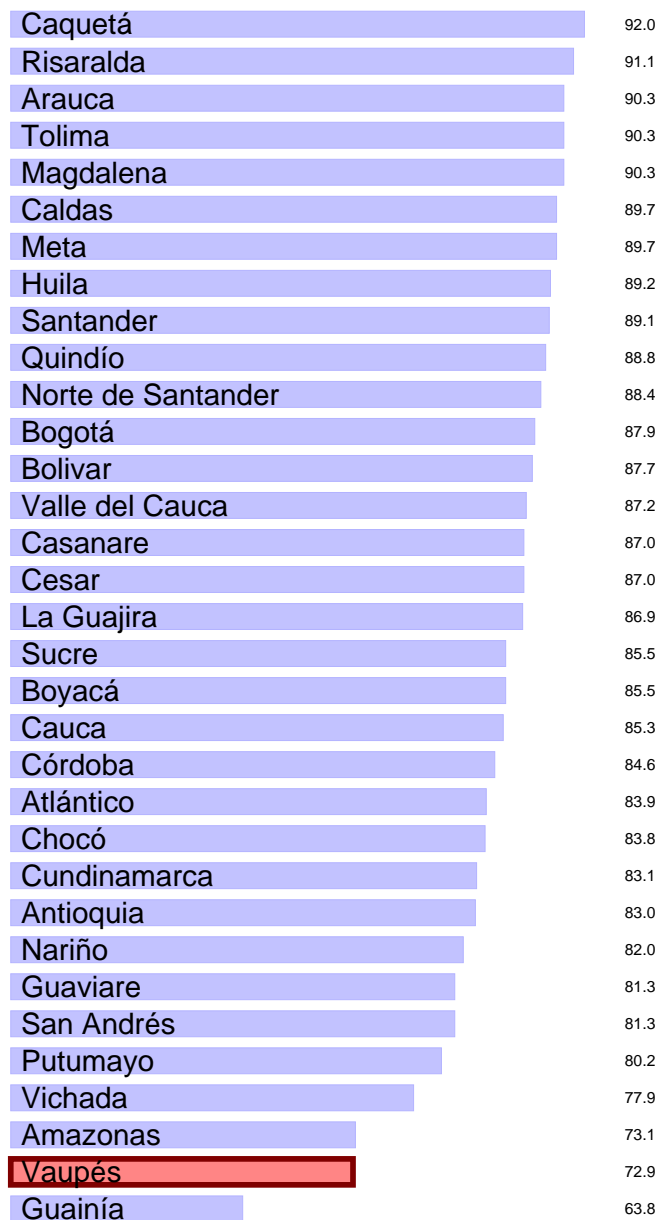 Caquetá 92.0
Risaralda 91.1
Arauca 90.3
Tolima 90.3
Magdalena 90.3
Caldas 89.7
Meta 89.7
Huila 89.2
Santander 89.1
Quindío 88.8
Norte de Santander 88.4
Bogotá 87.9
Bolivar 87.7
Valle del Cauca 87.2
Casanare 87.0
Cesar 87.0
La Guajira 86.9
Sucre 85.5
Boyacá 85.5
Cauca 85.3
Córdoba 84.6
Atlántico 83.9
Chocó 83.8
Cundinamarca 83.1
Antioquia 83.0
Nariño 82.0
Guaviare 81.3
San Andrés 81.3
Putumayo 80.2
Vichada 77.9
Amazonas 73.1
Vaupés 72.9
Guainía 63.8